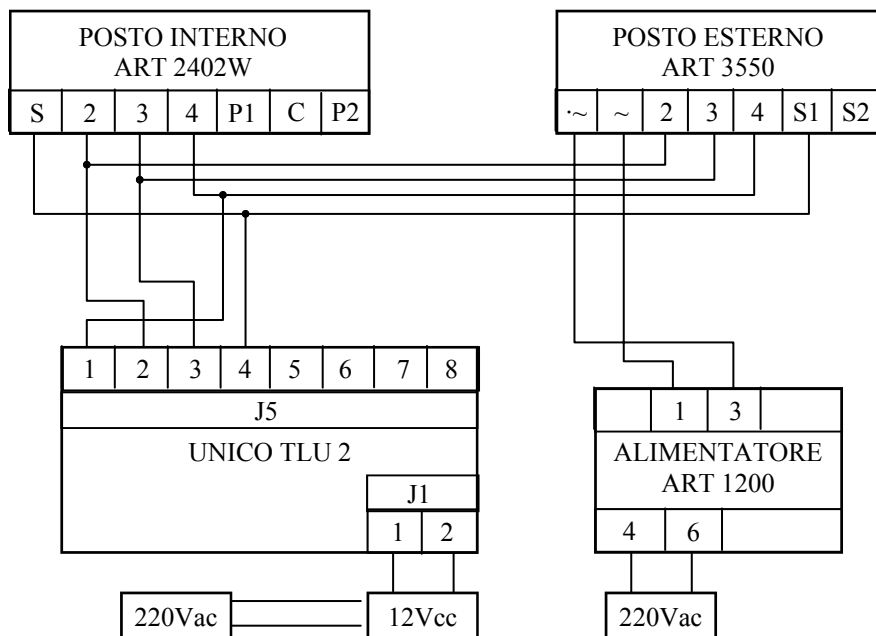 POSTO INTERNO
ART 2402W
S 2 3 4 P1 C P2
POSTO ESTERNO
ART 3550
·~ ~ 2 3 4 S1 S2
1 2 3 4 5 6 7 8
J5
UNICO TLU 2
J1
1 2
220Vac
12Vcc
1 3
ALIMENTATORE
ART 1200
4 6
220Vac